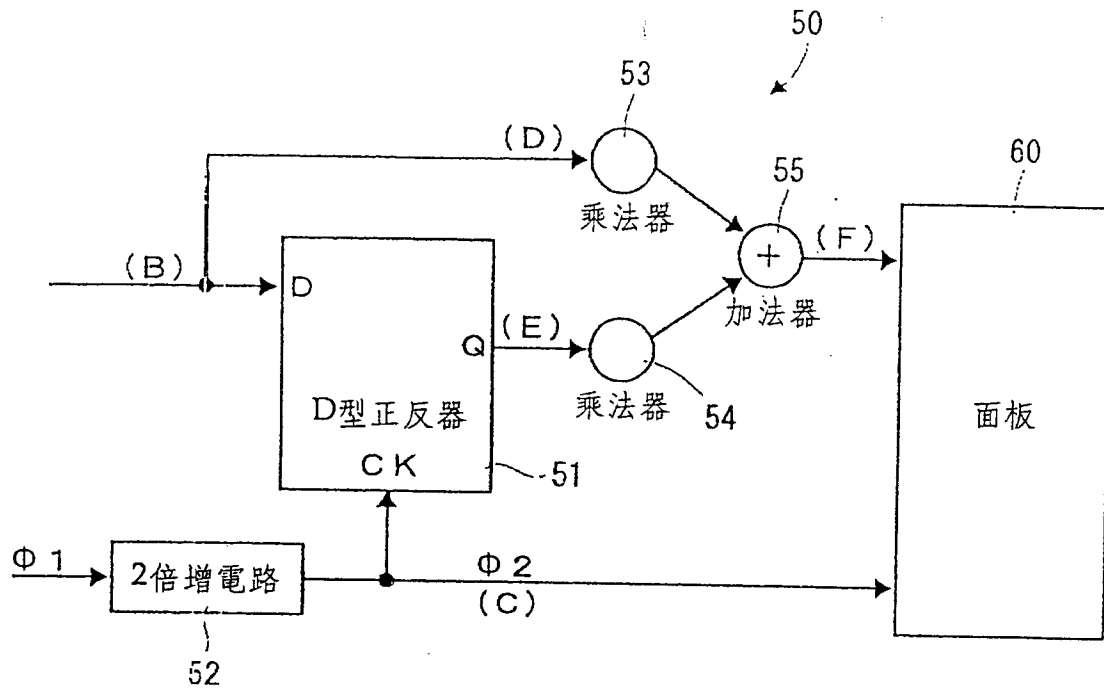 50
53
(D)
60
乘法器
55
(B)
(F)
D
+
加法器
(E)
Q
乘法器
54
D型正反器
面板
CK
51
Φ1
2倍增電路
Φ2
(C)
52